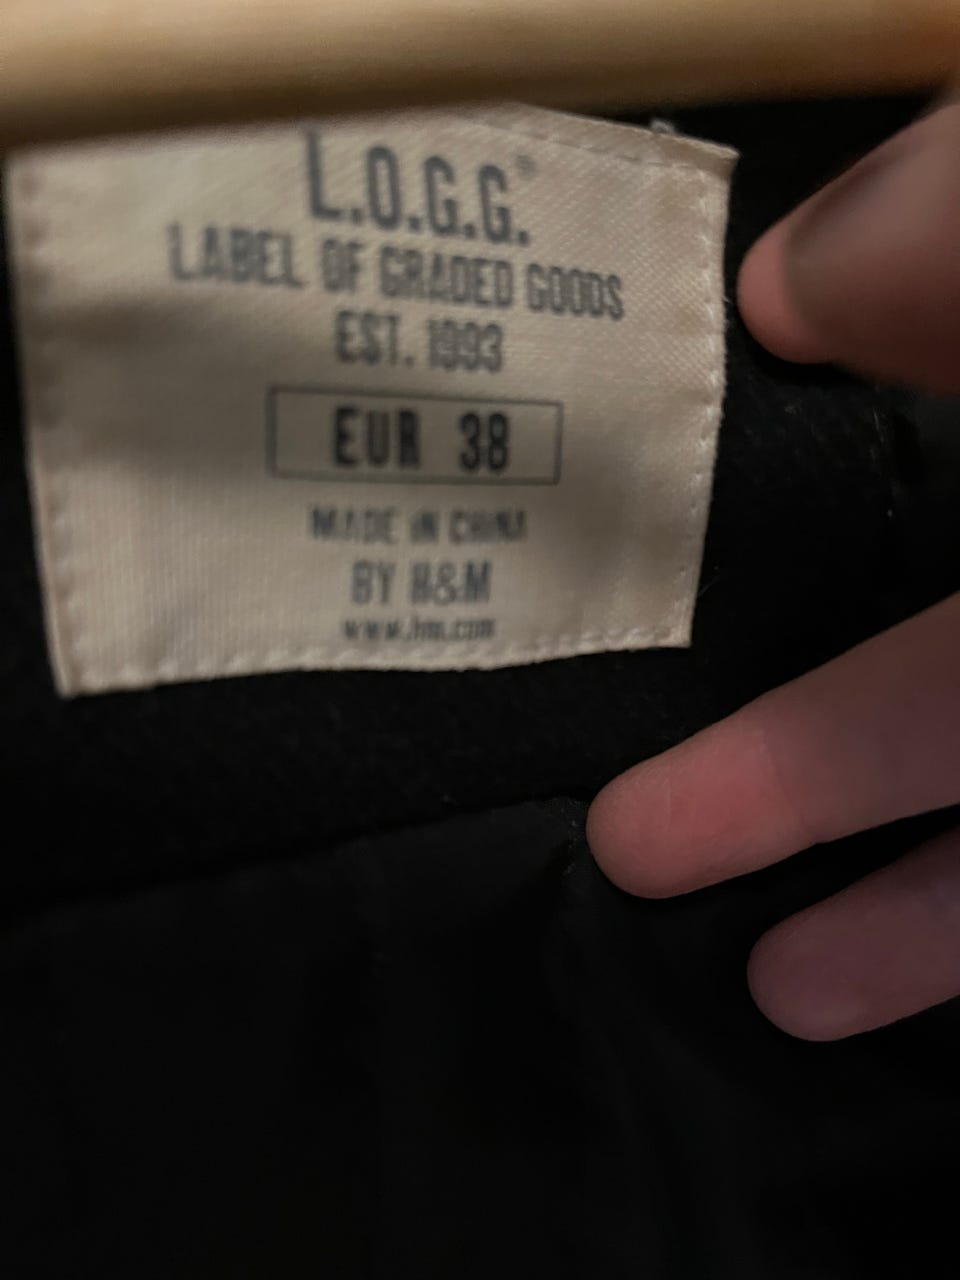 L.O.G.G.®
LABEL OF GRADED GOODS
EST. 1993
EUR 38
MADE IN CHINA
BY H&M
www.hm.com